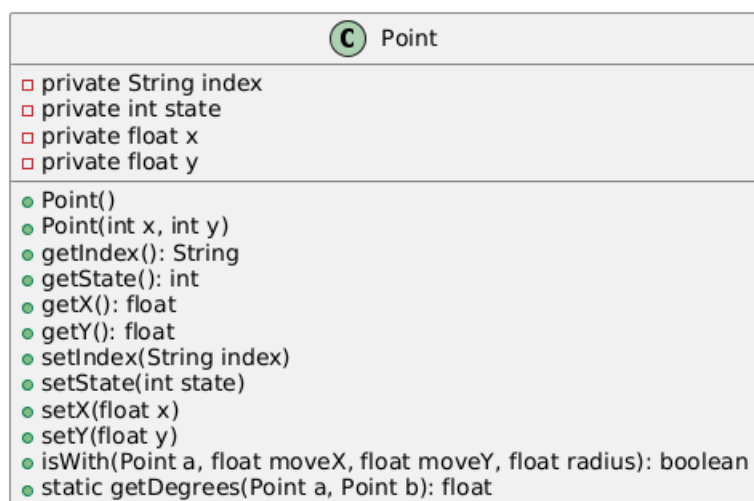 C Point
private String index
private int state
private float x
private float y
Point()
Point(int x, int y)
getIndex(): String
getState(): int
getX(): float
getY(): float
setIndex(String index)
setState(int state)
setX(float x)
setY(float y)
isWith(Point a, float moveX, float moveY, float radius): boolean
static getDegrees(Point a, Point b): float